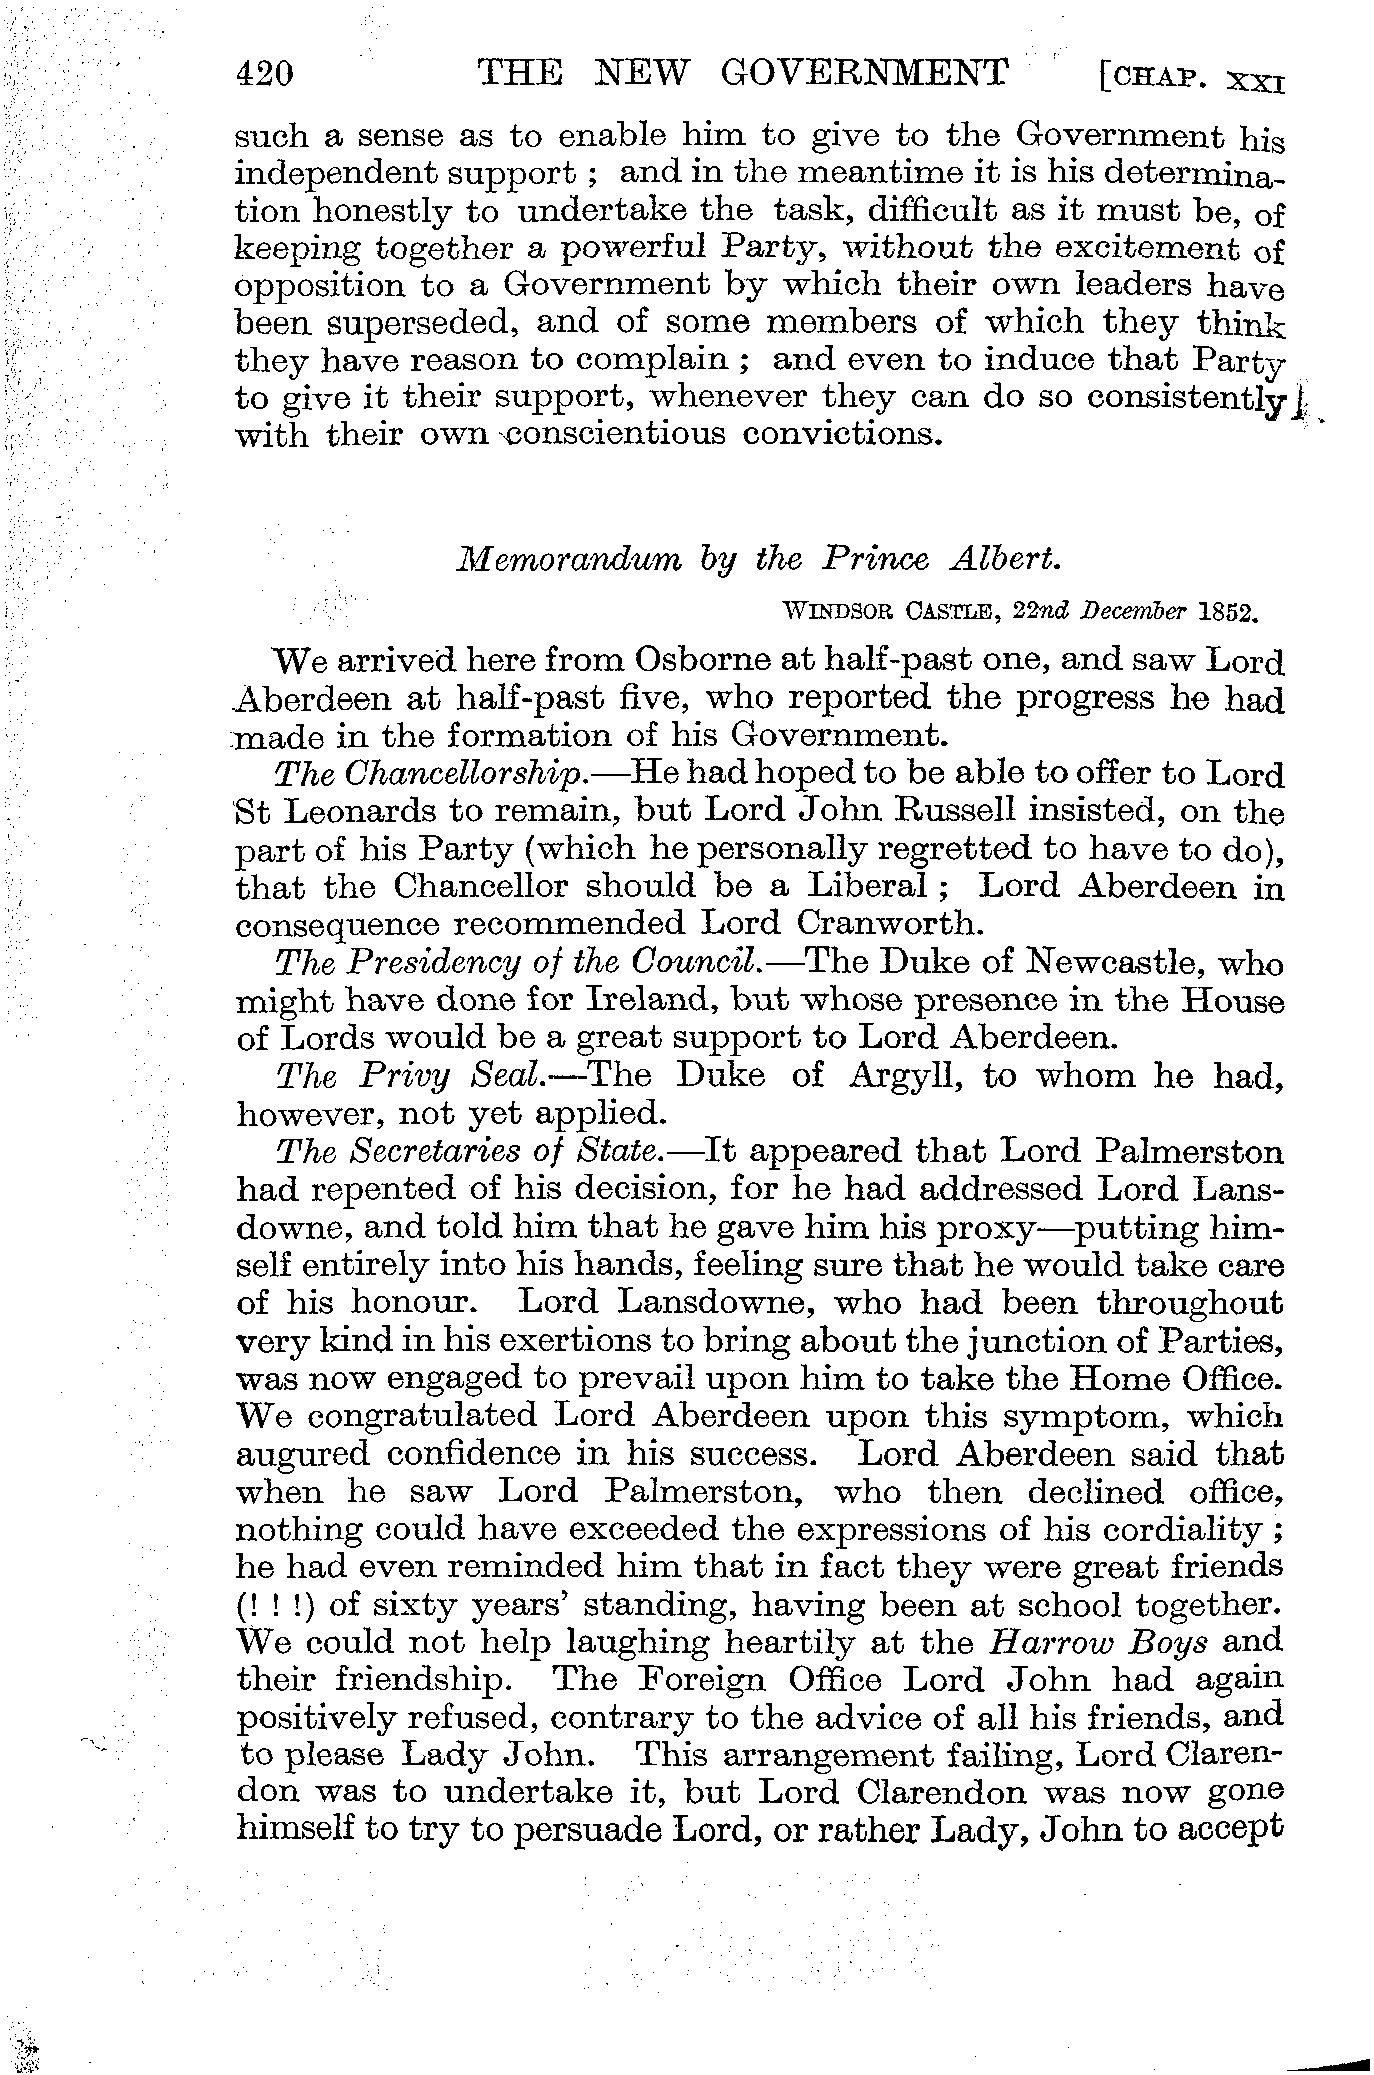 420 THE NEW GOVERNMENT [CHAP. XXI
such a sense as to enable him to give to the Government his
independent support ; and in the meantime it is his determina-
tion honestly to undertake the task, difficult as it must be, of
keeping together a powerful Party, without the excitement of
opposition to a Government by which their own leaders have
been superseded, and of some members of which they think
they have reason to complain ; and even to induce that Party
to give it their support, whenever they can do so consistently
with their own conscientious convictions.
Memorandum by the Prince Albert.
WINDSOR CASTLE, 22nd December 1852.
We arrived here from Osborne at half-past one, and saw Lord
Aberdeen at half-past five, who reported the progress he had
made in the formation of his Government.
The Chancellorship.—He had hoped to be able to offer to Lord
St Leonards to remain, but Lord John Russell insisted, on the
part of his Party (which he personally regretted to have to do),
that the Chancellor should be a Liberal ; Lord Aberdeen in
consequence recommended Lord Cranworth.
The Presidency of the Council.—The Duke of Newcastle, who
might have done for Ireland, but whose presence in the House
of Lords would be a great support to Lord Aberdeen.
The Privy Seal.—The Duke of Argyll, to whom he had,
however, not yet applied.
The Secretaries of State.—It appeared that Lord Palmerston
had repented of his decision, for he had addressed Lord Lans-
downe, and told him that he gave him his proxy—putting him-
self entirely into his hands, feeling sure that he would take care
of his honour. Lord Lansdowne, who had been throughout
very kind in his exertions to bring about the junction of Parties,
was now engaged to prevail upon him to take the Home Office.
We congratulated Lord Aberdeen upon this symptom, which
augured confidence in his success. Lord Aberdeen said that
when he saw Lord Palmerston, who then declined office,
nothing could have exceeded the expressions of his cordiality ;
he had even reminded him that in fact they were great friends
(! ! !) of sixty years' standing, having been at school together.
We could not help laughing heartily at the Harrow Boys and
their friendship. The Foreign Office Lord John had again
positively refused, contrary to the advice of all his friends, and
to please Lady John. This arrangement failing, Lord Claren-
don was to undertake it, but Lord Clarendon was now gone
himself to try to persuade Lord, or rather Lady, John to accept